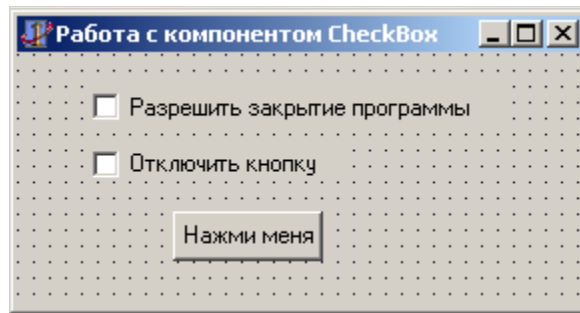 Работа с компонентом CheckBox
Разрешить закрытие программы
Отключить кнопку
Нажми меня